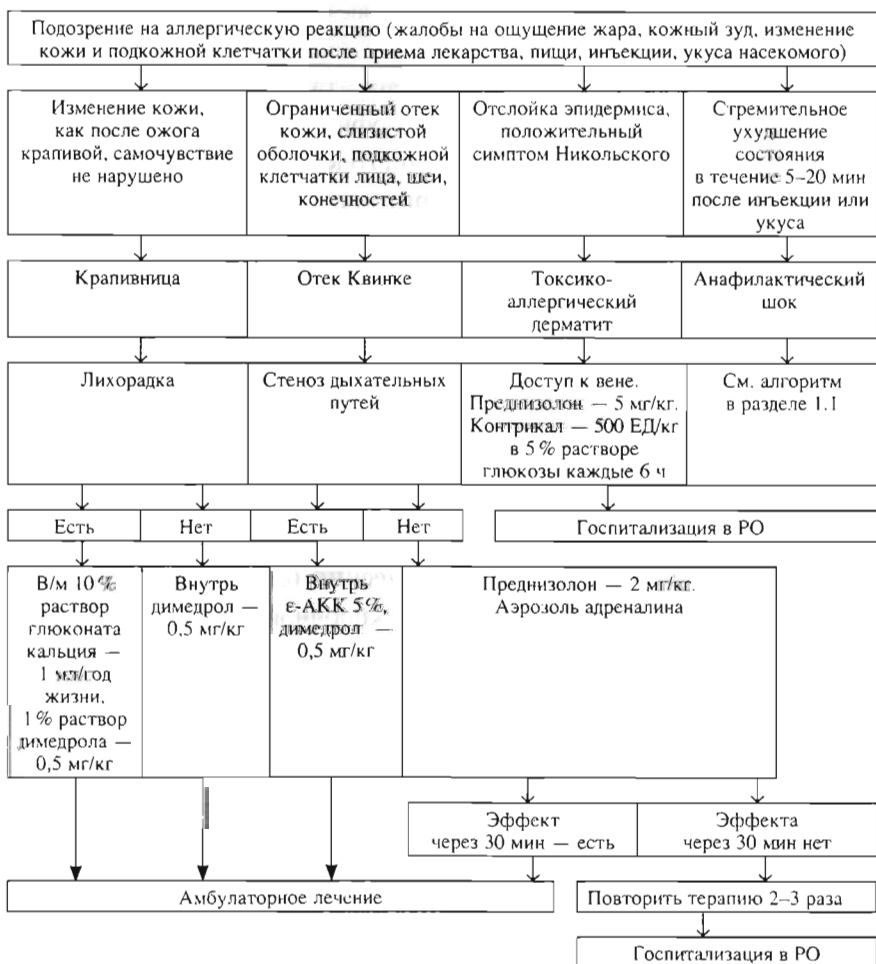 Подозрение на аллергическую реакцию (жалобы на ощущение жара, кожный зуд, изменение
кожи и подкожной клетчатки после приема лекарства, пищи, инъекции, укуса насекомого)
Изменение кожи,
как после ожога
крапивой, самочувствие
не нарушено
Ограниченный отек
кожи, слизистой
оболочки, подкожной
клетчатки лица, шеи,
конечностей
Отслойка эпидермиса,
положительный
симптом Никольского
Стремительное
ухудшение
состояния
в течение 5–20 мин
после инъекции или
укуса
Крапивница
Отек Квинке
Токсико-
аллергический
дерматит
Анафилактический
шок
Лихорадка
Стеноз дыхательных
путей
Доступ к вене.
Преднизолон — 5 мг/кг.
Контрикал — 500 ЕД/кг
в 5 % растворе
глюкозы каждые 6 ч
См. алгоритм
в разделе 1.1
Есть
Нет
Есть
Нет
Госпитализация в РО
В/м 10 %
раствор
глюконата
кальция —
1 мл/год
жизни,
1 % раствор
димедрола —
0,5 мг/кг
Внутрь
димедрол —
0,5 мг/кг
Внутрь
ε-АКК 5 %,
димедрол —
0,5 мг/кг
Преднизолон — 2 мг/кг.
Аэрозоль адреналина
Эффект
через 30 мин — есть
Эффекта
через 30 мин нет
Амбулаторное лечение
Повторить терапию 2–3 раза
Госпитализация в РО